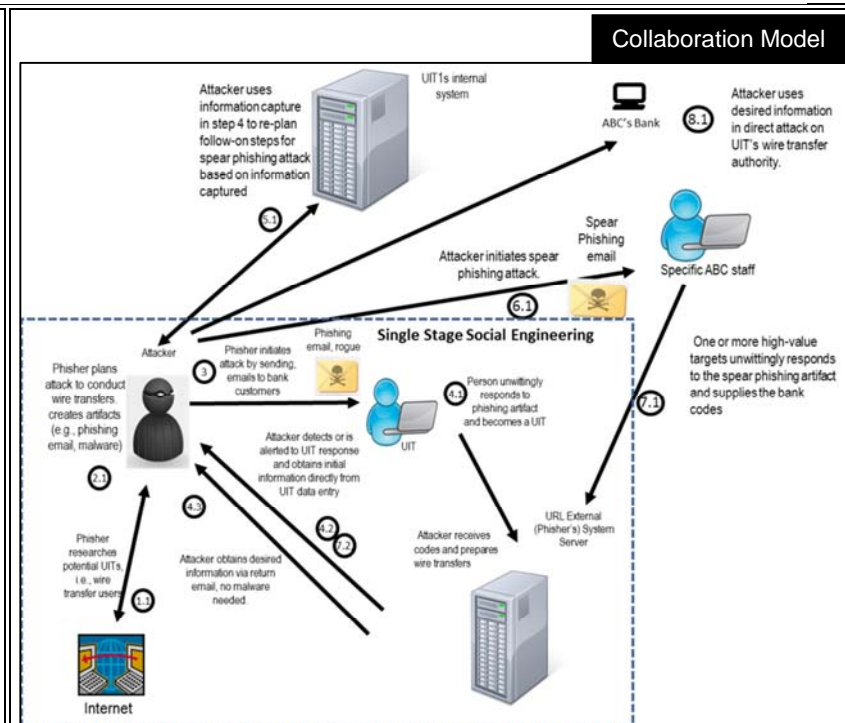 Collaboration Model
Attacker uses
information capture
in step 4 to re-plan
follow-on steps for
spear phishing attack
based on information
captured
UIT1s internal
system
ABC's Bank
8.1
Attacker uses
desired information
in direct attack on
UIT's wire transfer
authority.
5.1
Attacker initiates spear
phishing attack.
6.1
Spear
Phishing
email
Specific ABC staff
Single Stage Social Engineering
Attacker
Phisher plans
attack to conduct
wire transfers.
creates artifacts
(e.g., phishing
email, malware)
2.1
3
Phisher initiates
attack by sending,
emails to bank
customers
Phishing
email, rogue
UIT
4.1
Person unwittingly
responds to
phishing artifact
and becomes a UIT
One or more high-value
targets unwittingly responds
to the spear phishing artifact
and supplies the bank
codes
7.1
Attacker detects or is
alerted to UIT response
and obtains initial
information directly from
UIT data entry
4.3
4.2
7.2
URL External
(Phisher's) System
Server
Attacker receives
codes and prepares
wire transfers
Phisher
researches
potential UITs,
i.e., wire
transfer users
1.1
Attacker obtains desired
information via return
email, no malware
needed.
Internet